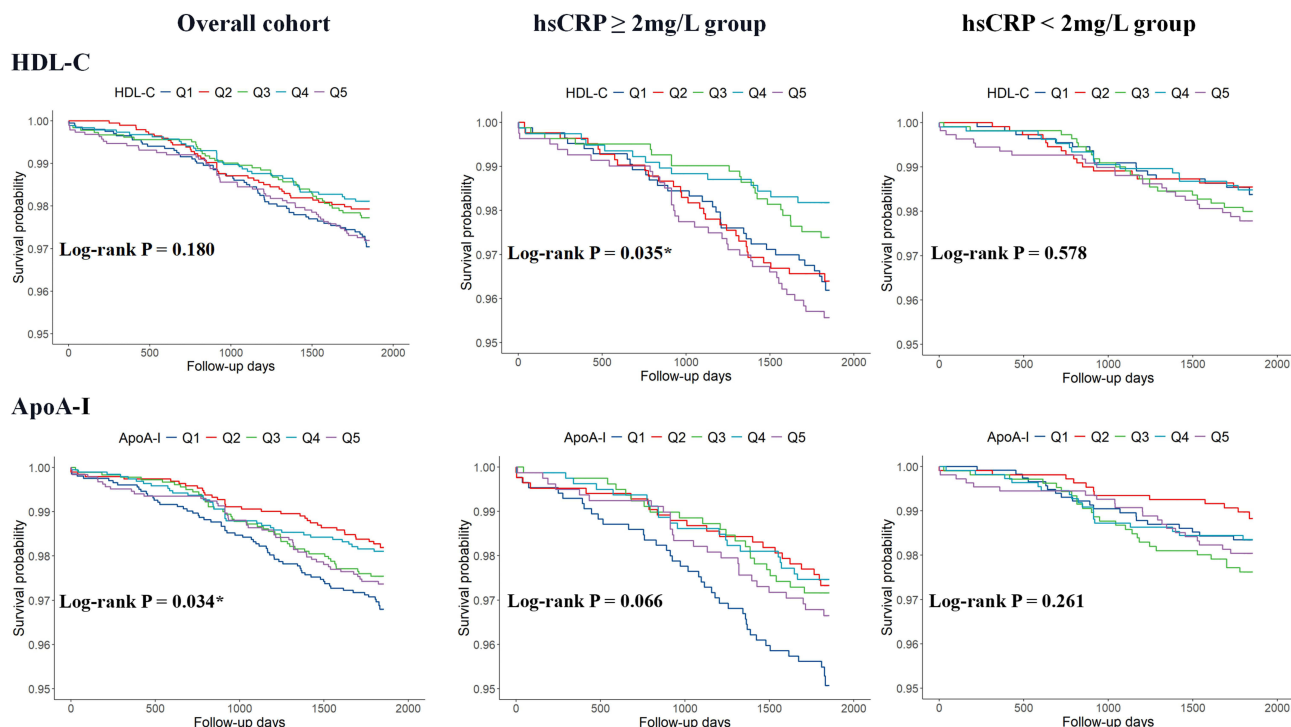 Overall cohort
hsCRP ≥ 2mg/L group
hsCRP < 2mg/L group
HDL-C
HDL-C Q1 Q2 Q3 Q4 Q5
Survival probability
1.00
0.99
0.98
0.97
0.96
0.95
Log-rank P = 0.180
0 500 1000 1500 2000
Follow-up days
HDL-C Q1 Q2 Q3 Q4 Q5
Survival probability
1.00
0.99
0.98
0.97
0.96
0.95
Log-rank P = 0.035*
0 500 1000 1500 2000
Follow-up days
HDL-C Q1 Q2 Q3 Q4 Q5
Survival probability
1.00
0.99
0.98
0.97
0.96
0.95
Log-rank P = 0.578
0 500 1000 1500 2000
Follow-up days
ApoA-I
ApoA-I Q1 Q2 Q3 Q4 Q5
Survival probability
1.00
0.99
0.98
0.97
0.96
0.95
Log-rank P = 0.034*
0 500 1000 1500 2000
Follow-up days
ApoA-I Q1 Q2 Q3 Q4 Q5
Survival probability
1.00
0.99
0.98
0.97
0.96
0.95
Log-rank P = 0.066
0 500 1000 1500 2000
Follow-up days
ApoA-I Q1 Q2 Q3 Q4 Q5
Survival probability
1.00
0.99
0.98
0.97
0.96
0.95
Log-rank P = 0.261
0 500 1000 1500 2000
Follow-up days